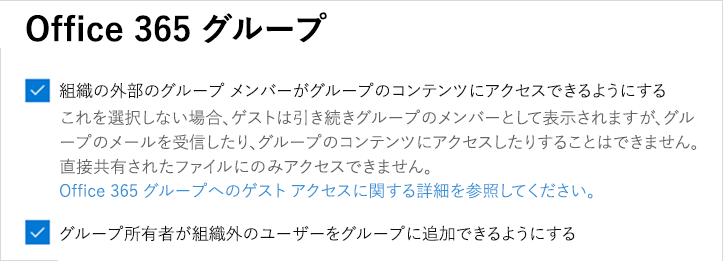 Office 365 グループ
組織の外部のグループ メンバーがグループのコンテンツにアクセスできるようにする
これを選択しない場合、ゲストは引き続きグループのメンバーとして表示されますが、グル
ープのメールを受信したり、グループのコンテンツにアクセスしたりすることはできません。
直接共有されたファイルにのみアクセスできません。
Office 365 グループへのゲスト アクセスに関する詳細を参照してください。
グループ所有者が組織外のユーザーをグループに追加できるようにする